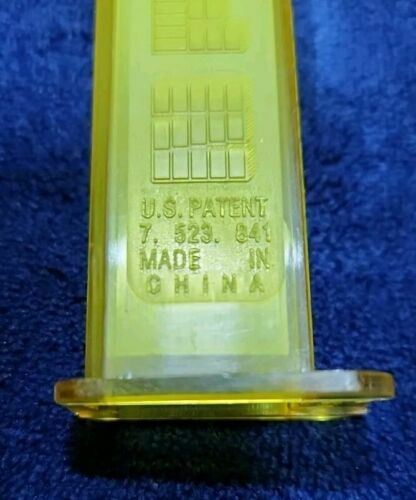 U.S. PATENT
7. 523. 841
MADE IN
CHINA